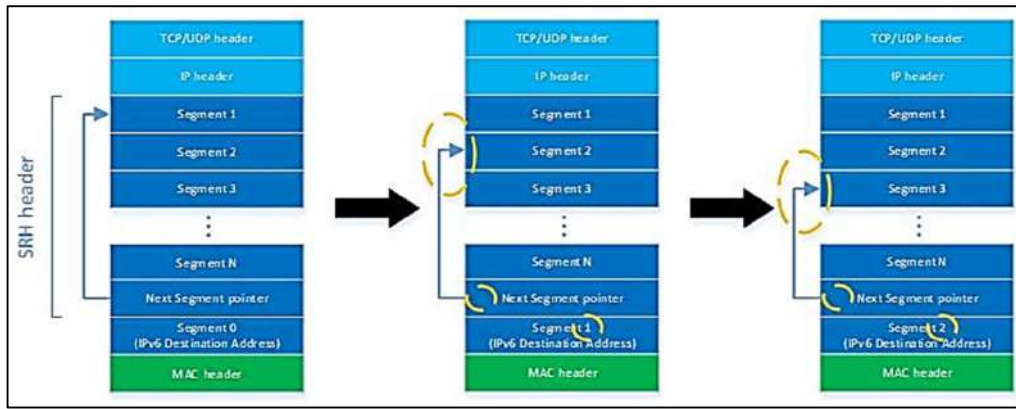 SRH header
TCP/UDP header
IP header
Segment 1
Segment 2
Segment 3
Segment N
Next Segment pointer
Segment 0
(IPv6 Destination Address)
MAC header
TCP/UDP header
IP header
Segment 1
Segment 2
Segment 3
Segment N
Next Segment pointer
Segment 1
(IPv6 Destination Address)
MAC header
TCP/UDP header
IP header
Segment 1
Segment 2
Segment 3
Segment N
Next Segment pointer
Segment 2
(IPv6 Destination Address)
MAC header